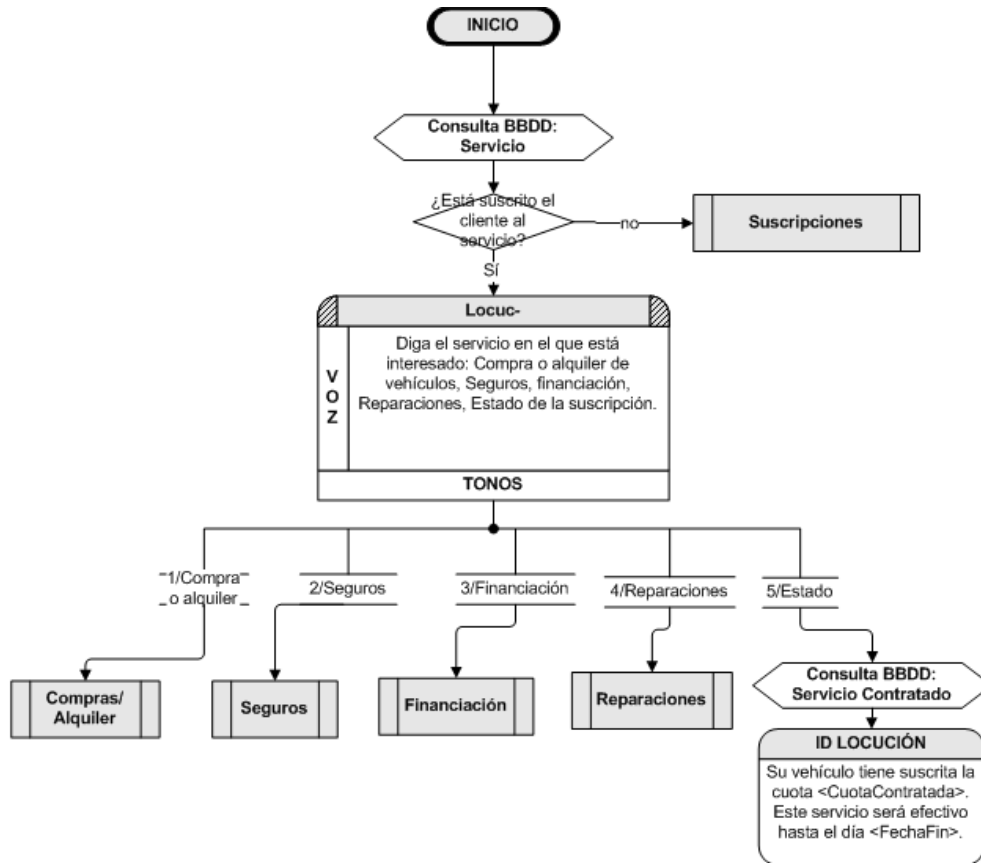 INICIO
Consulta BBDD:
Servicio
¿Está suscrito el
cliente al
servicio?
no
Suscripciones
Sí
Locuc-
VOZ
Diga el servicio en el que está
interesado: Compra o alquiler de
vehículos, Seguros, financiación,
Reparaciones, Estado de la suscripción.
TONOS
1/Compra
o alquiler
2/Seguros
3/Financiación
4/Reparaciones
5/Estado
Compras/
Alquiler
Seguros
Financiación
Reparaciones
Consulta BBDD:
Servicio Contratado
ID LOCUCIÓN
Su vehículo tiene suscrita la
cuota <CuotaContratada>.
Este servicio será efectivo
hasta el día <FechaFin>.